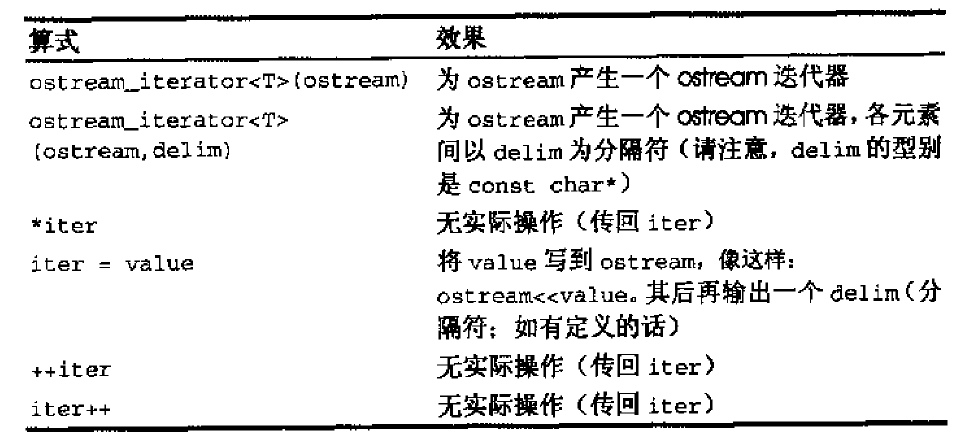 算式 效果
ostream_iterator<T>(ostream) 为 ostream 产生一个 ostream 迭代器
ostream_iterator<T> 为 ostream 产生一个 ostream 迭代器，各元素
(ostream,delim) 间以 delim 为分隔符（请注意，delim 的型别
是 const char*）
*iter 无实际操作（传回 iter）
iter = value 将 value 写到 ostream，像这样：
ostream<<value。其后再输出一个 delim（分
隔符；如有定义的话）
++iter 无实际操作（传回 iter）
iter++ 无实际操作（传回 iter）